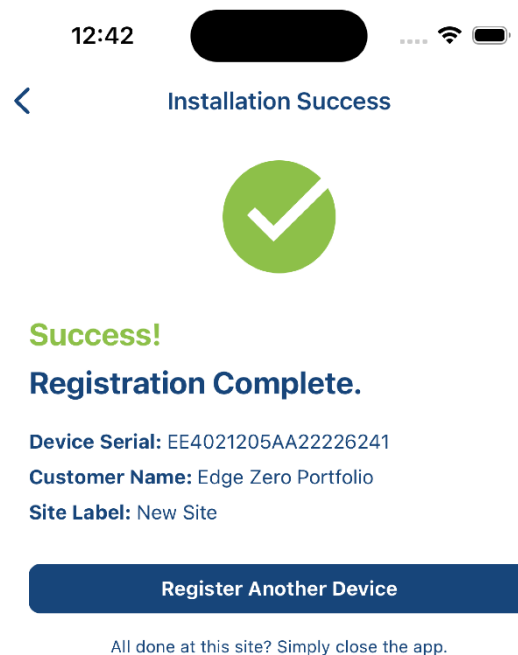 12:42
Installation Success
Success!
Registration Complete.
Device Serial: EE4021205AA22226241
Customer Name: Edge Zero Portfolio
Site Label: New Site
Register Another Device
All done at this site? Simply close the app.